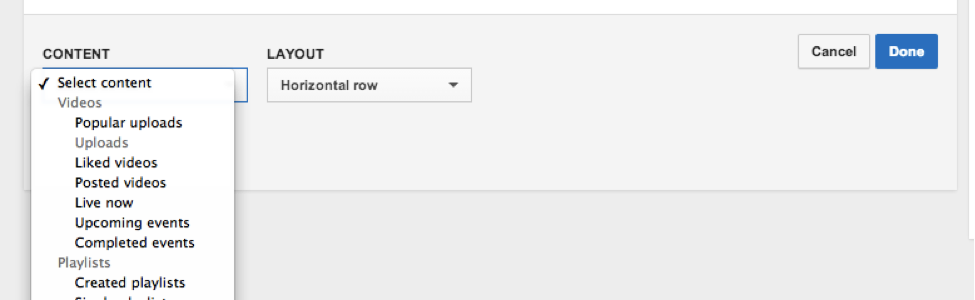 CONTENT
LAYOUT
Cancel
Done
Select content
Horizontal row
Videos
Popular uploads
Uploads
Liked videos
Posted videos
Live now
Upcoming events
Completed events
Playlists
Created playlists